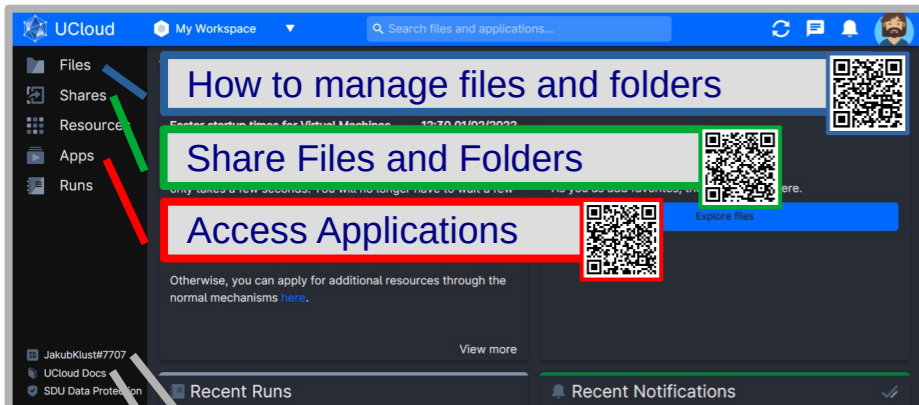 UCloud My Workspace Search files and applications...
Files
Shares
Resources
Apps
Runs
How to manage files and folders
Faster startup times for Virtual Machines 12:30 01/02/2022
Share Files and Folders
only takes a few seconds. You will no longer have to wait a few
As you as add favorites, ere.
Access Applications
Explore files
Otherwise, you can apply for additional resources through the
normal mechanisms here.
View more
JakubKlust#7707
UCloud Docs
SDU Data Protection
Recent Runs
Recent Notifications